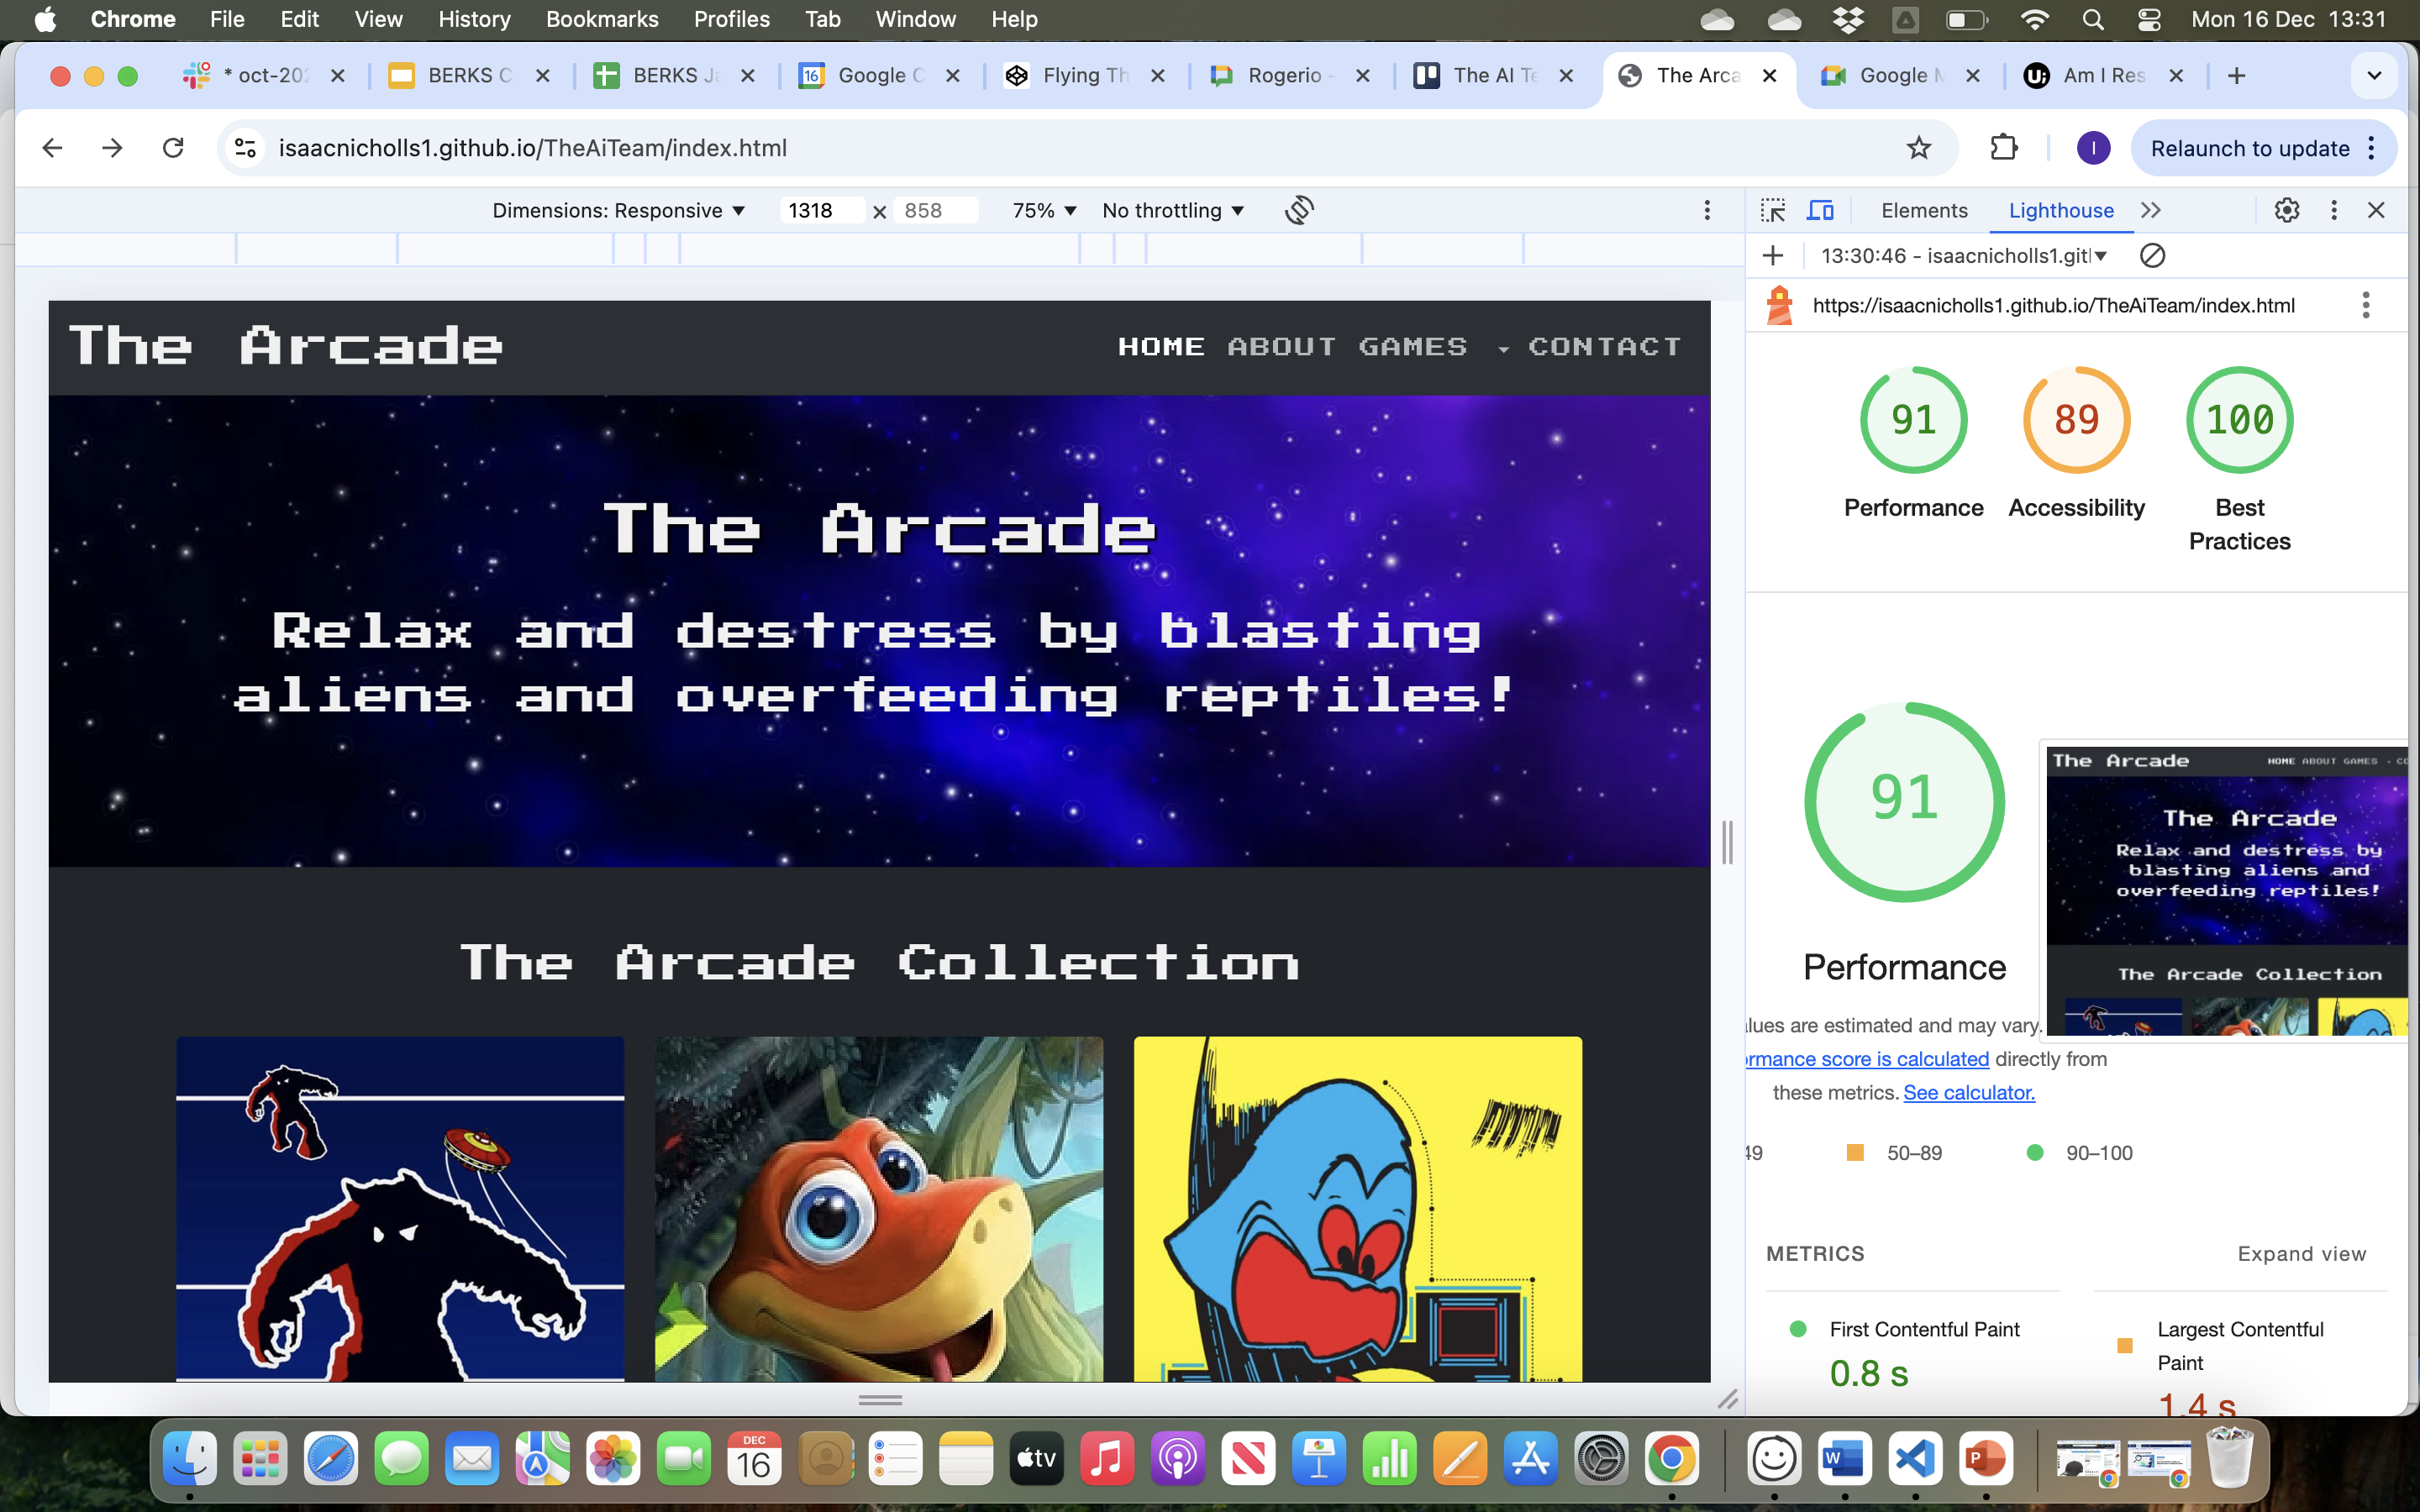 Chrome File Edit View History Bookmarks Profiles Tab Window Help Mon 16 Dec 13:31
* oct-20 BERKS C BERKS Ja 16 Google C Flying Th Rogerio - The AI Te The Arca Google M U: Am I Res
isaacnicholls1.github.io/TheAiTeam/index.html I Relaunch to update
Dimensions: Responsive 1318 × 858 75% No throttling Elements Lighthouse
13:30:46 - isaacnicholls1.git
https://isaacnicholls1.github.io/TheAiTeam/index.html
The Arcade HOME ABOUT GAMES CONTACT
The Arcade
Relax and destress by blasting
aliens and overfeeding reptiles!
The Arcade Collection
91 89 100
Performance Accessibility Best
Practices
91
Performance
The Arcade HOME ABOUT GAMES CO
The Arcade
Relax and destress by
blasting aliens and
overfeeding reptiles!
The Arcade Collection
lues are estimated and may vary.
ormance score is calculated directly from
these metrics. See calculator.
49 50–89 90–100
METRICS Expand view
First Contentful Paint
0.8 s
Largest Contentful
Paint
1.4 s
DEC
16
tv
W
P